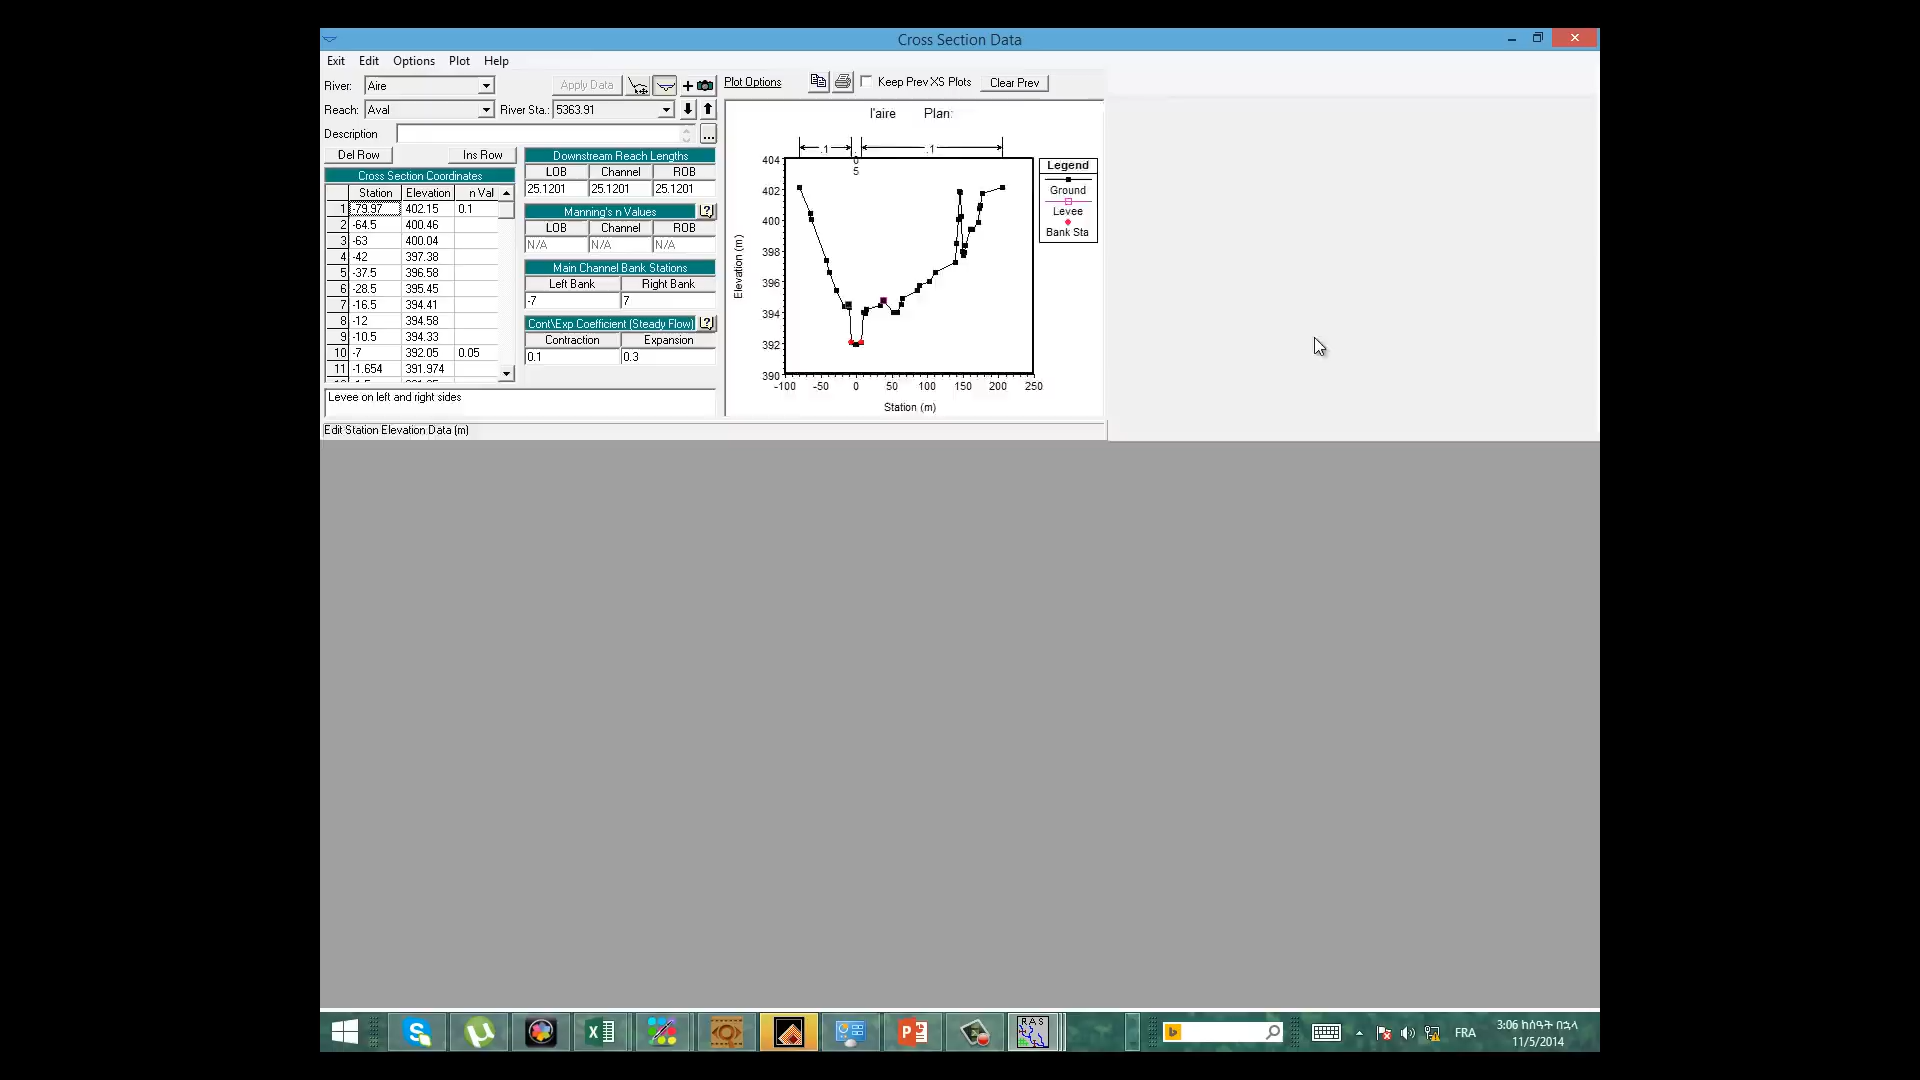 Cross Section Data
Exit Edit Options Plot Help
River: Aire Apply Data
Reach: Aval River Sta.: 5363.91
Description ...
Del Row Ins Row
Cross Section Coordinates
Station Elevation n Val
1 -79.97 402.15 0.1
2 -64.5 400.46
3 -63 400.04
4 -42 397.38
5 -37.5 396.58
6 -28.5 395.45
7 -16.5 394.41
8 -12 394.58
9 -10.5 394.33
10 -7 392.05 0.05
11 -1.654 391.974
Downstream Reach Lengths
LOB Channel ROB
25.1201 25.1201 25.1201
Manning's n Values
LOB Channel ROB
N/A N/A N/A
Main Channel Bank Stations
Left Bank Right Bank
-7 7
Cont\Exp Coefficient (Steady Flow)
Contraction Expansion
0.1 0.3
Levee on left and right sides
Edit Station Elevation Data (m)
Plot Options Keep Prev XS Plots Clear Prev
l'aire Plan:
.1 .05 .1
Elevation (m)
404
402
400
398
396
394
392
390
-100 -50 0 50 100 150 200 250
Station (m)
Legend
Ground
Levee
Bank Sta
RAS
FRA
3:06 ከሰዓት በኋላ
11/5/2014